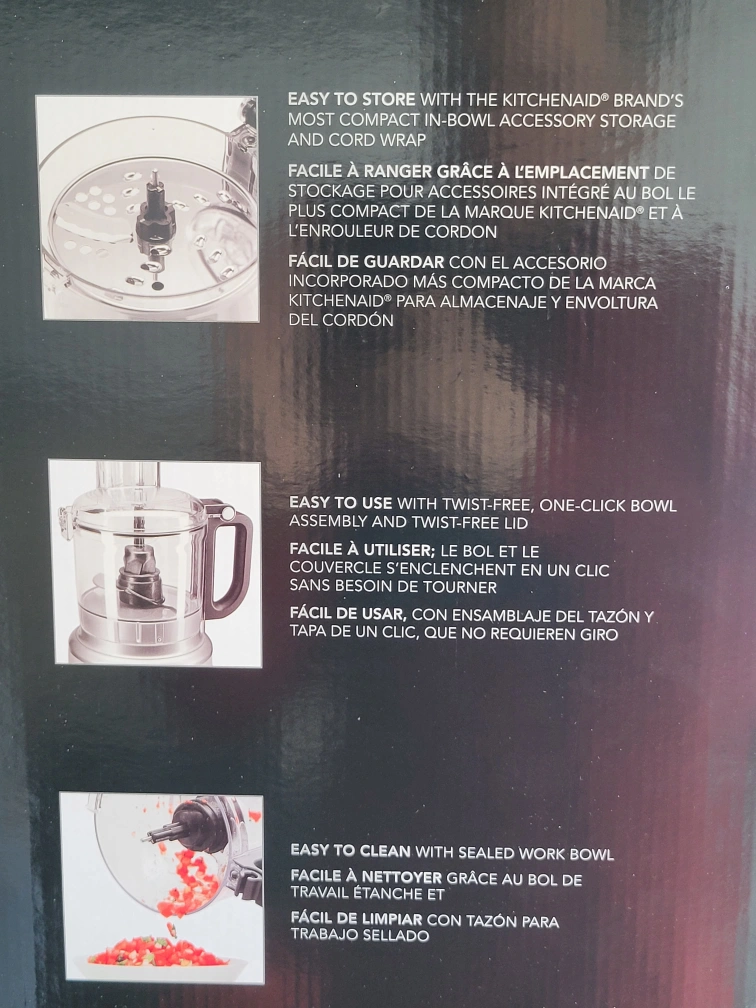 EASY TO STORE WITH THE KITCHENAID® BRAND'S
MOST COMPACT IN-BOWL ACCESSORY STORAGE
AND CORD WRAP
FACILE À RANGER GRÂCE À L'EMPLACEMENT DE
STOCKAGE POUR ACCESSOIRES INTÉGRÉ AU BOL LE
PLUS COMPACT DE LA MARQUE KITCHENAID® ET À
L'ENROULEUR DE CORDON
FÁCIL DE GUARDAR CON EL ACCESORIO
INCORPORADO MÁS COMPACTO DE LA MARCA
KITCHENAID® PARA ALMACENAJE Y ENVOLTURA
DEL CORDÓN
EASY TO USE WITH TWIST-FREE, ONE-CLICK BOWL
ASSEMBLY AND TWIST-FREE LID
FACILE À UTILISER; LE BOL ET LE
COUVERCLE S'ENCLENCHENT EN UN CLIC
SANS BESOIN DE TOURNER
FÁCIL DE USAR, CON ENSAMBLAJE DEL TAZÓN Y
TAPA DE UN CLIC, QUE NO REQUIEREN GIRO
EASY TO CLEAN WITH SEALED WORK BOWL
FACILE À NETTOYER GRÂCE AU BOL DE
TRAVAIL ÉTANCHE ET
FÁCIL DE LIMPIAR CON TAZÓN PARA
TRABAJO SELLADO